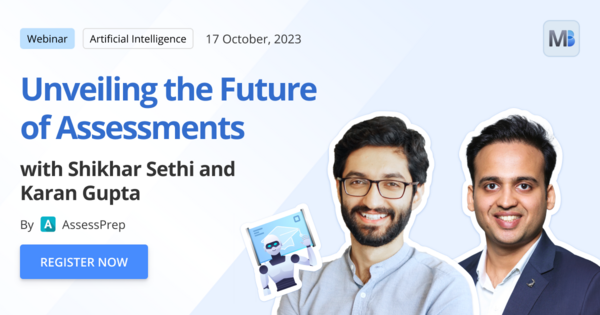 Webinar
Artificial Intelligence
17 October, 2023
MB
Unveiling the Future
of Assessments
with Shikhar Sethi and
Karan Gupta
By A AssessPrep
REGISTER NOW